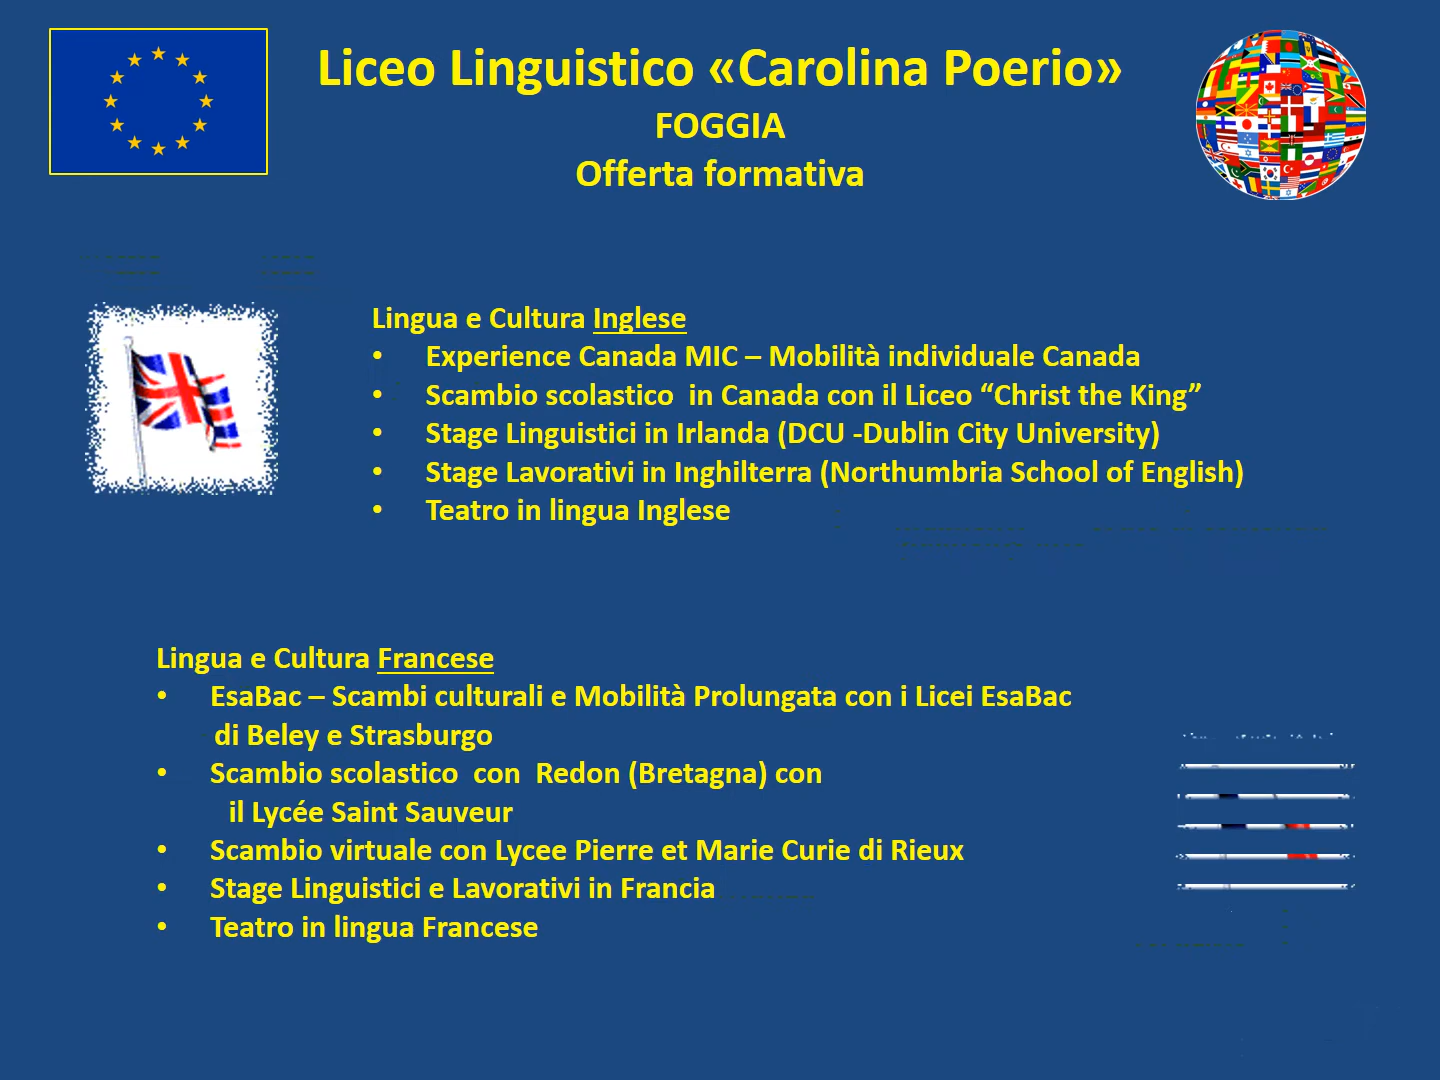 Liceo Linguistico «Carolina Poerio»
FOGGIA
Offerta formativa
Lingua e Cultura Inglese
• Experience Canada MIC – Mobilità individuale Canada
• Scambio scolastico in Canada con il Liceo “Christ the King”
• Stage Linguistici in Irlanda (DCU -Dublin City University)
• Stage Lavorativi in Inghilterra (Northumbria School of English)
• Teatro in lingua Inglese
Lingua e Cultura Francese
• EsaBac – Scambi culturali e Mobilità Prolungata con i Licei EsaBac
di Beley e Strasburgo
• Scambio scolastico con Redon (Bretagna) con
il Lycée Saint Sauveur
• Scambio virtuale con Lycee Pierre et Marie Curie di Rieux
• Stage Linguistici e Lavorativi in Francia
• Teatro in lingua Francese